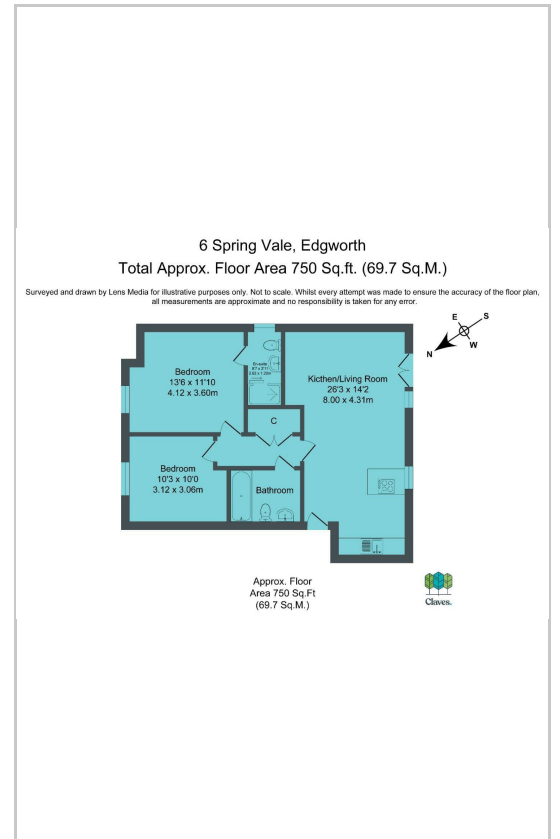 6 Spring Vale, Edgworth
Total Approx. Floor Area 750 Sq.ft. (69.7 Sq.M.)
Surveyed and drawn by Lens Media for illustrative purposes only. Not to scale. Whilst every attempt was made to ensure the accuracy of the floor plan,
all measurements are approximate and no responsibility is taken for any error.
E
S
N
W
Bedroom
13'6 x 11'10
4.12 x 3.60m
En-suite
Kicthen/Living Room
26'3 x 14'2
8.00 x 4.31m
C
Bedroom
10'3 x 10'0
3.12 x 3.06m
Bathroom
Approx. Floor
Area 750 Sq.Ft
(69.7 Sq.M.)
Claves.